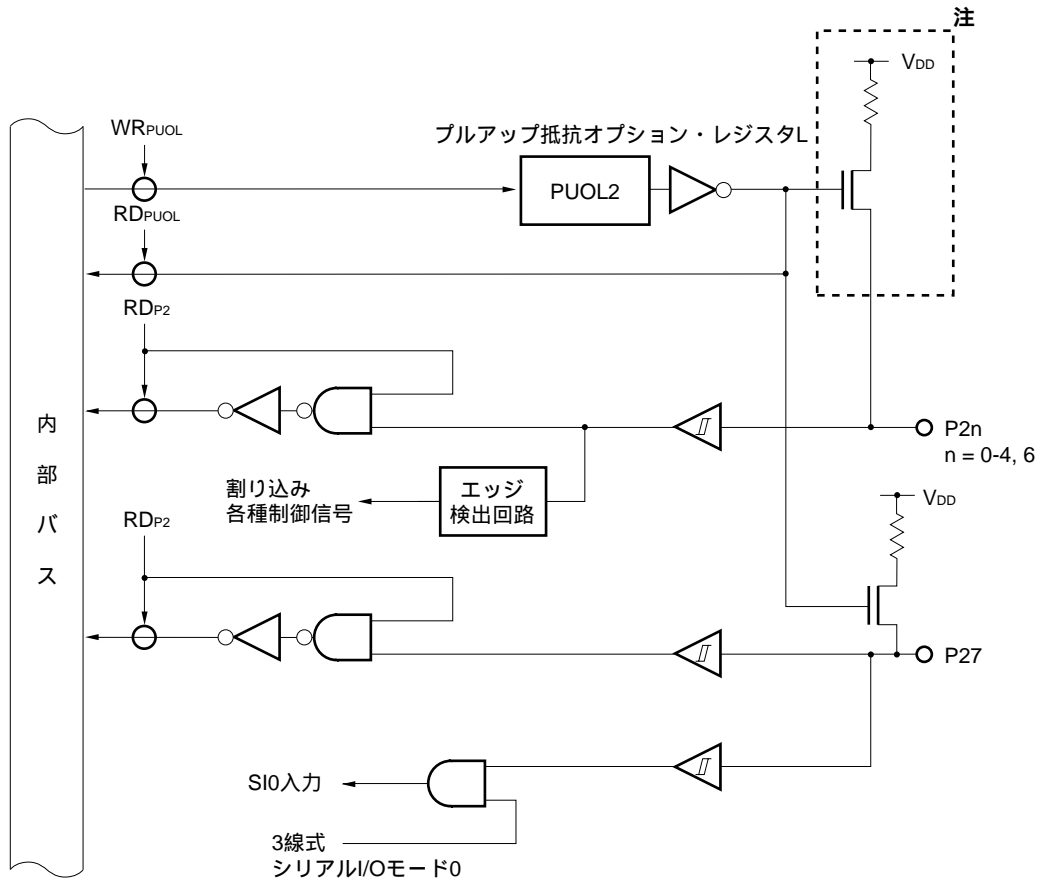 注
VDD
WRPUOL
プルアップ抵抗オプション・レジスタL
PUOL2
RDPUOL
RDP2
内部バス
P2n
n = 0-4, 6
割り込み
各種制御信号
エッジ
検出回路
VDD
RDP2
P27
SI0入力
3線式
シリアルI/Oモード0